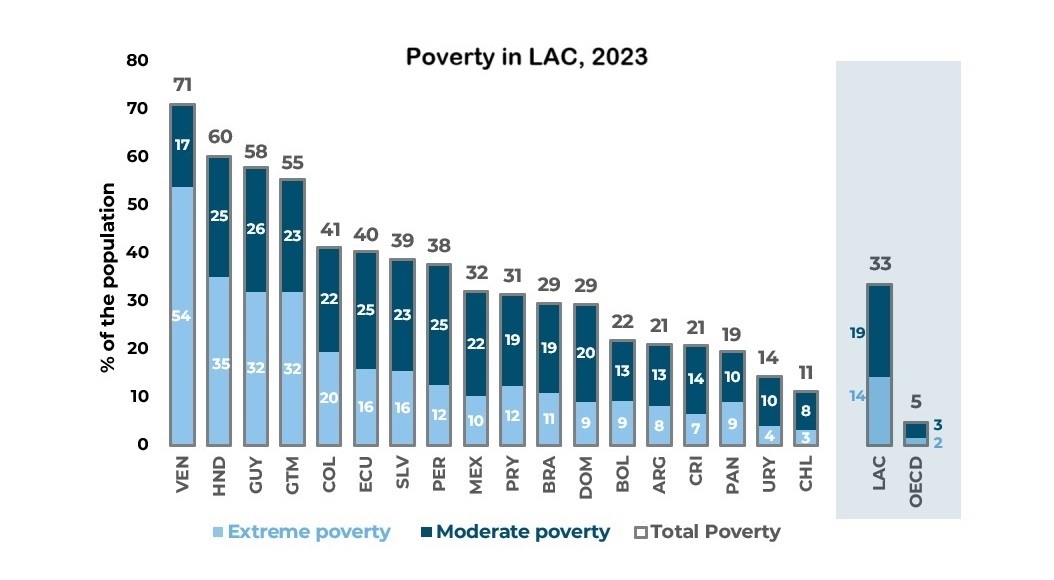 Poverty in LAC, 2023
% of the population
80
70
60
50
40
30
20
10
0
71
60
58
55
41
40
39
38
32
31
29
29
22
21
21
19
14
11
33
5
17
25
26
23
22
25
23
25
22
19
19
20
13
13
14
10
10
8
19
3
54
35
32
32
20
16
16
12
10
12
11
9
9
8
7
9
4
3
14
2
VEN
HND
GUY
GTM
COL
ECU
SLV
PER
MEX
PRY
BRA
DOM
BOL
ARG
CRI
PAN
URY
CHL
LAC
OECD
Extreme poverty
Moderate poverty
Total Poverty